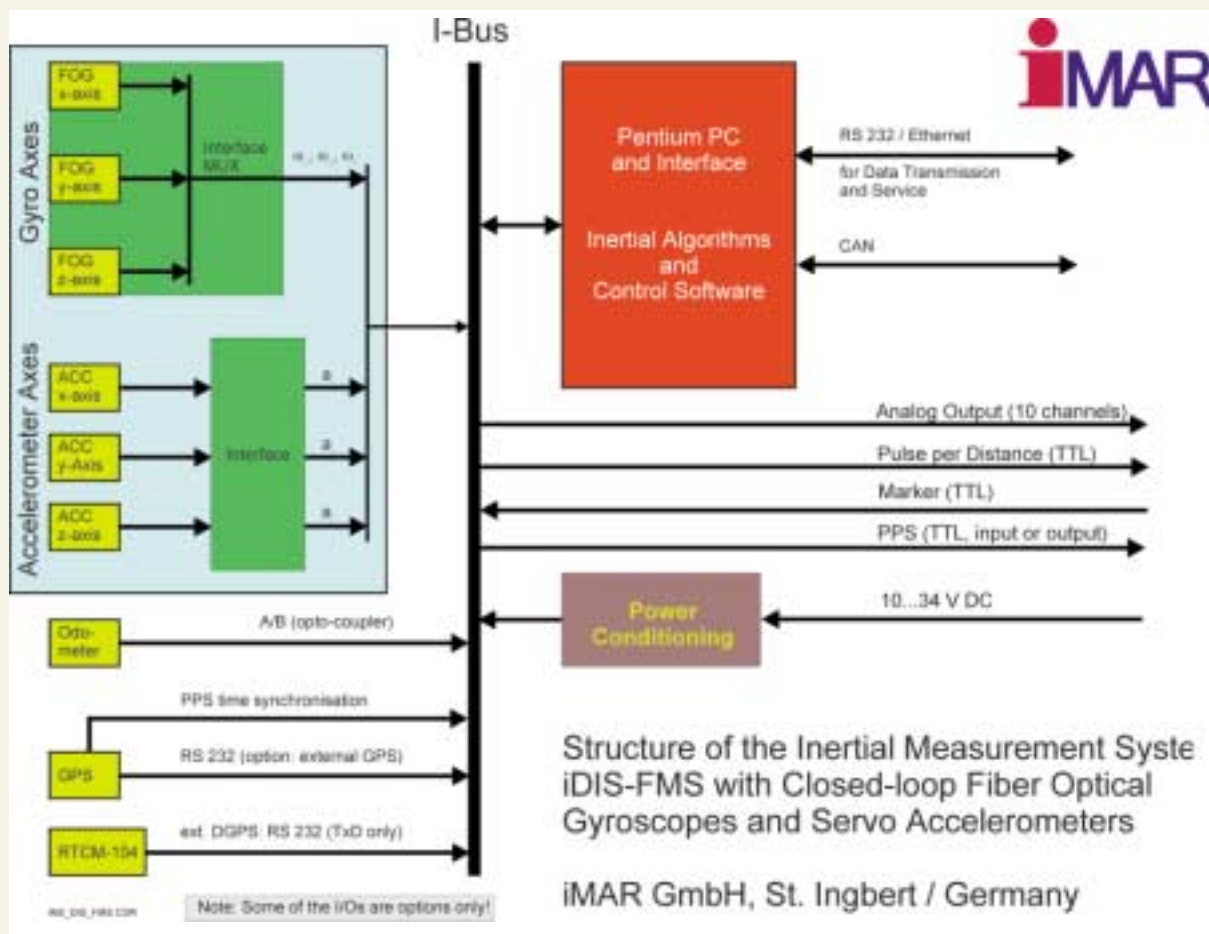 I-Bus
iMAR
Gyro Axes
FOG
x-axis
FOG
y-axis
FOG
z-axis
Interface
MUX
Accelerometer Axes
ACC
x-axis
ACC
y-Axis
ACC
z-axis
Interface
a
a
a
Pentium PC
and Interface
Inertial Algorithms
and
Control Software
RS 232 / Ethernet
for Data Transmission
and Service
CAN
Analog Output (10 channels)
Pulse per Distance (TTL)
Marker (TTL)
PPS (TTL, input or output)
Power
Conditioning
10...34 V DC
Odo-
meter
A/B (opto-coupler)
PPS time synchronisation
GPS
RS 232 (option: external GPS)
RTCM-104
ext. DGPS: RS 232 (TxD only)
Note: Some of the I/Os are options only!
Structure of the Inertial Measurement Syste
iDIS-FMS with Closed-loop Fiber Optical
Gyroscopes and Servo Accelerometers
iMAR GmbH, St. Ingbert / Germany